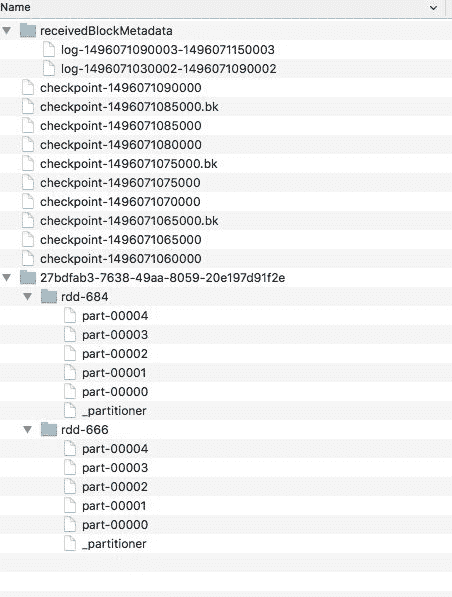 Name
receivedBlockMetadata
log-1496071090003-1496071150003
log-1496071030002-1496071090002
checkpoint-1496071090000
checkpoint-1496071085000.bk
checkpoint-1496071085000
checkpoint-1496071080000
checkpoint-1496071075000.bk
checkpoint-1496071075000
checkpoint-1496071070000
checkpoint-1496071065000.bk
checkpoint-1496071065000
checkpoint-1496071060000
27bdfab3-7638-49aa-8059-20e197d91f2e
rdd-684
part-00004
part-00003
part-00002
part-00001
part-00000
_partitioner
rdd-666
part-00004
part-00003
part-00002
part-00001
part-00000
_partitioner